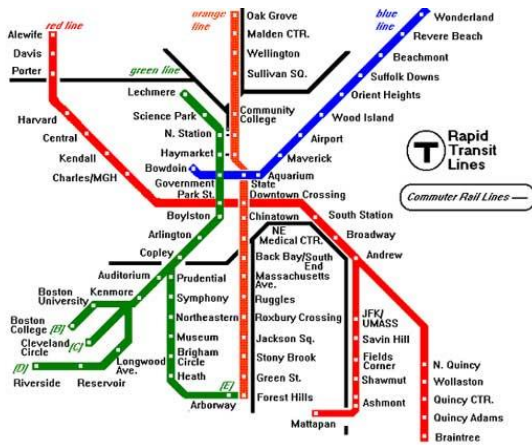 red line
orange
line
blue
line
green line
Alewife
Davis
Porter
Harvard
Central
Kendall
Charles/MGH
Lechmere
Science Park
N. Station
Haymarket
Bowdoin
Government
Park St.
Boylston
Arlington
Copley
Auditorium
Kenmore
Boston
University
Boston
College
[B]
Cleveland
Circle
[C]
[D]
Riverside
Reservoir
Longwood
Ave.
Prudential
Symphony
Northeastern
Museum
Brigham
Circle
Heath
[E]
Arborway
Oak Grove
Malden CTR.
Wellington
Sullivan SQ.
Community
College
State
Downtown Crossing
Chinatown
NE
Medical CTR.
Back Bay/South
End
Massachusetts
Ave.
Ruggles
Roxbury Crossing
Jackson Sq.
Stony Brook
Green St.
Forest Hills
Wonderland
Revere Beach
Beachmont
Suffolk Downs
Orient Heights
Wood Island
Airport
Maverick
Aquarium
South Station
Broadway
Andrew
JFK/
UMASS
Savin Hill
Fields
Corner
Shawmut
Ashmont
Mattapan
N. Quincy
Wollaston
Quincy CTR.
Quincy Adams
Braintree
T
Rapid
Transit
Lines
Commuter Rail Lines